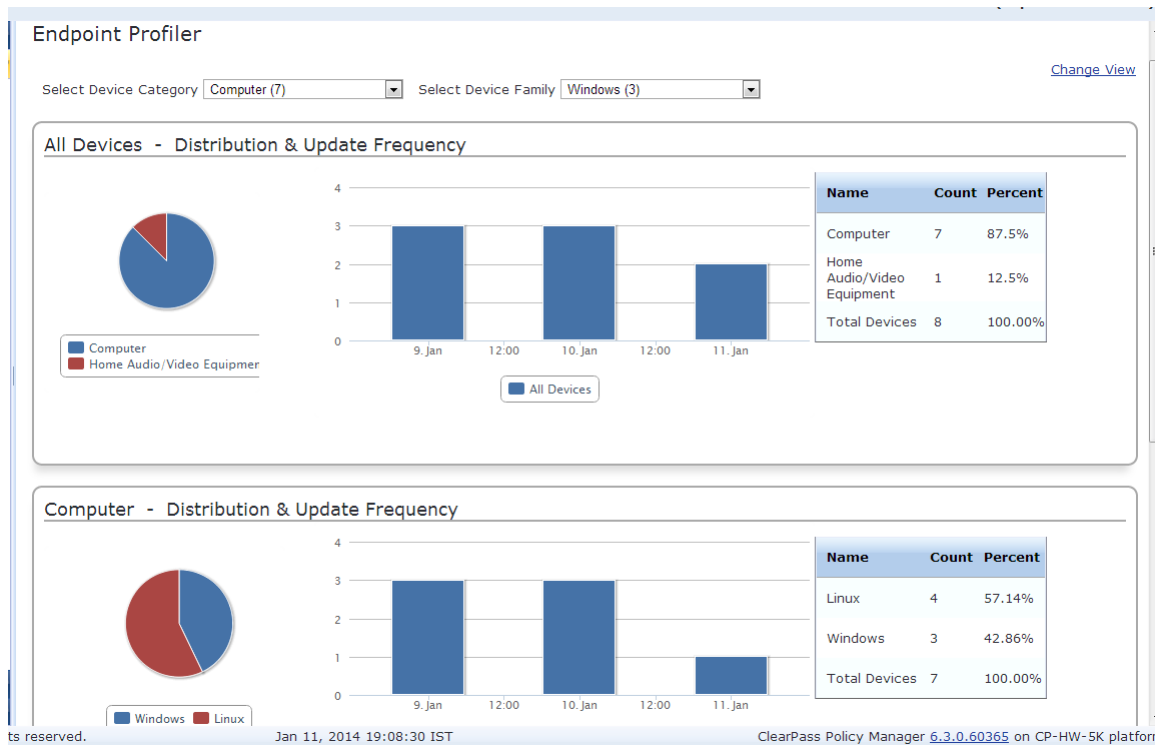 Endpoint Profiler
Change View
Select Device Category Computer (7) Select Device Family Windows (3)
All Devices - Distribution & Update Frequency
4
3
2
1
0
9. Jan 12:00 10. Jan 12:00 11. Jan
All Devices
Computer
Home Audio/Video Equipmer
Name Count Percent
Computer 7 87.5%
Home
Audio/Video 1 12.5%
Equipment
Total Devices 8 100.00%
Computer - Distribution & Update Frequency
4
3
2
1
0
9. Jan 12:00 10. Jan 12:00 11. Jan
Windows Linux
Name Count Percent
Linux 4 57.14%
Windows 3 42.86%
Total Devices 7 100.00%
ts reserved. Jan 11, 2014 19:08:30 IST ClearPass Policy Manager 6.3.0.60365 on CP-HW-5K platfor